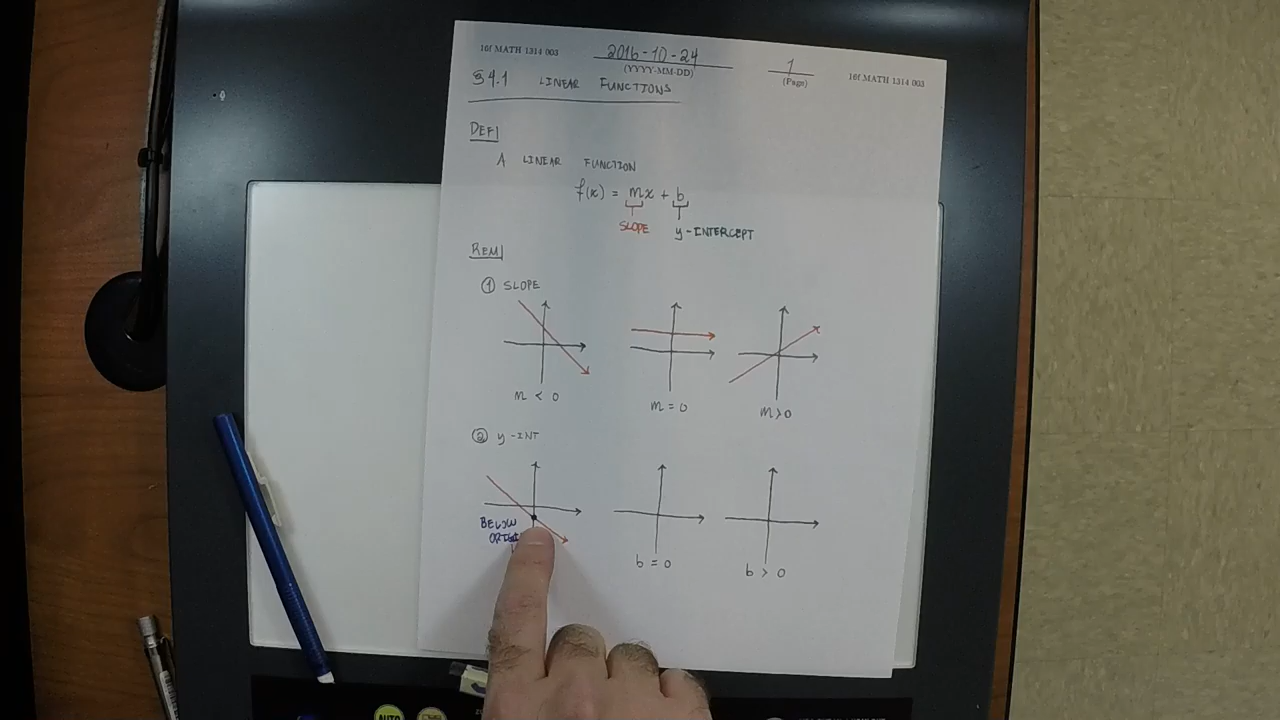 16f MATH 1314 003 2016-10-24 1 16f MATH 1314 003
(YYYY-MM-DD) (Page)
§4.1 LINEAR FUNCTIONS
DEF
A LINEAR FUNCTION
f(x) = mx + b
SLOPE y-INTERCEPT
REM
① SLOPE
m < 0 m = 0 m > 0
② y-INT
BELOW
b = 0 b > 0
AUTO